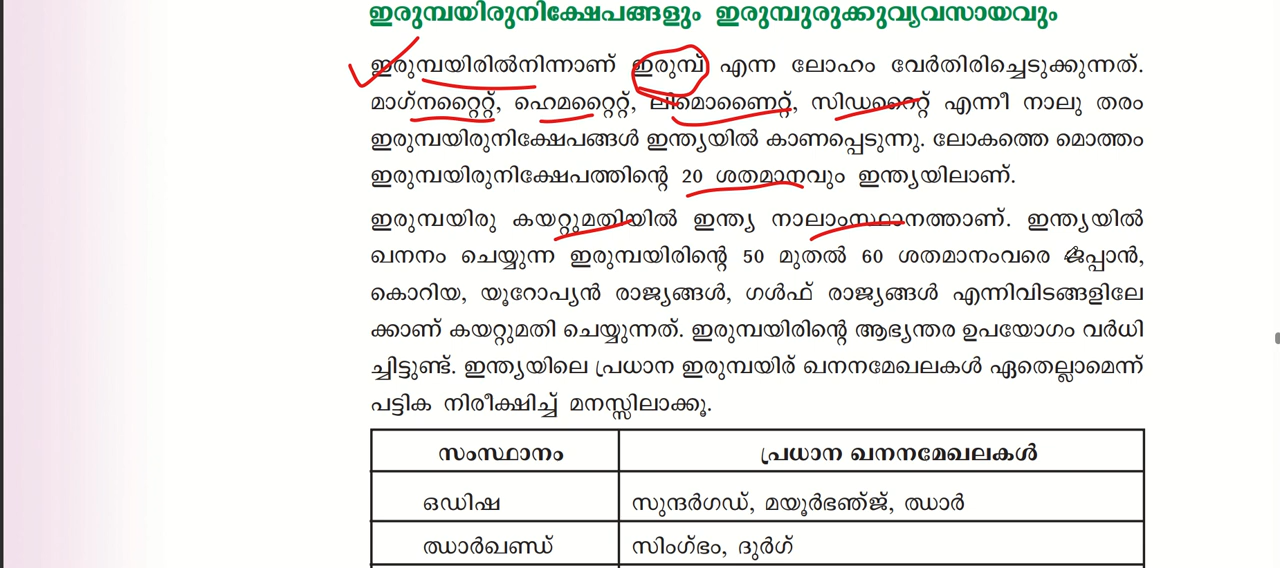 ഇരുമ്പയിരുനിക്ഷേപങ്ങളും ഇരുമ്പുരുക്കുവ്യവസായവും
ഇരുമ്പയിരിൽനിന്നാണ് ഇരുമ്പ് എന്ന ലോഹം വേർതിരിച്ചെടുക്കുന്നത്.
മാഗ്നറ്റൈറ്റ്, ഹെമറ്റൈറ്റ്, ലിമൊണൈറ്റ്, സിഡറൈറ്റ് എന്നീ നാലു തരം
ഇരുമ്പയിരുനിക്ഷേപങ്ങൾ ഇന്ത്യയിൽ കാണപ്പെടുന്നു. ലോകത്തെ മൊത്തം
ഇരുമ്പയിരുനിക്ഷേപത്തിന്റെ 20 ശതമാനവും ഇന്ത്യയിലാണ്.
ഇരുമ്പയിരു കയറ്റുമതിയിൽ ഇന്ത്യ നാലാംസ്ഥാനത്താണ്. ഇന്ത്യയിൽ
ഖനനം ചെയ്യുന്ന ഇരുമ്പയിരിന്റെ 50 മുതൽ 60 ശതമാനംവരെ ജപ്പാൻ,
കൊറിയ, യൂറോപ്യൻ രാജ്യങ്ങൾ, ഗൾഫ് രാജ്യങ്ങൾ എന്നിവിടങ്ങളിലേ
ക്കാണ് കയറ്റുമതി ചെയ്യുന്നത്. ഇരുമ്പയിരിന്റെ ആഭ്യന്തര ഉപയോഗം വർധി
ച്ചിട്ടുണ്ട്. ഇന്ത്യയിലെ പ്രധാന ഇരുമ്പയിര് ഖനനമേഖലകൾ ഏതെല്ലാമെന്ന്
പട്ടിക നിരീക്ഷിച്ച് മനസ്സിലാക്കൂ.
സംസ്ഥാനം പ്രധാന ഖനനമേഖലകൾ
ഒഡിഷ സുന്ദർഗഡ്, മയൂർഭഞ്ജ്, ഝാർ
ഝാർഖണ്ഡ് സിംഗ്ഭം, ദുർഗ്